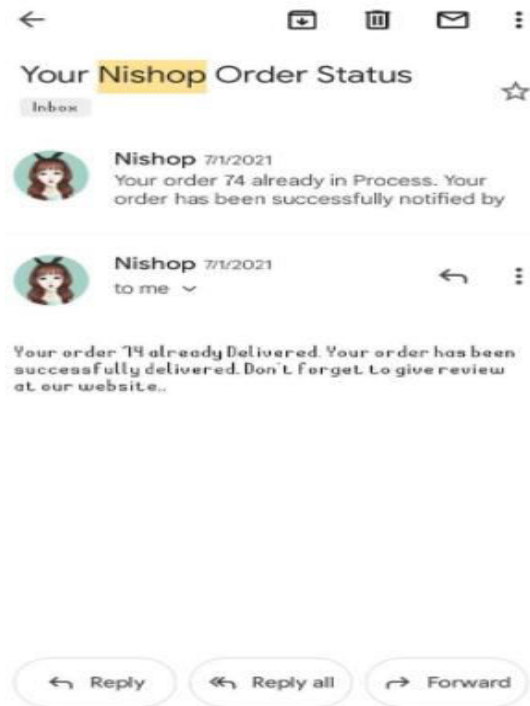 Your Nishop Order Status
Inbox
Nishop 7/1/2021
Your order 74 already in Process. Your
order has been successfully notified by
Nishop 7/1/2021
to me
Your order 74 already Delivered. Your order has been
successfully delivered. Don't forget to give review
at our website..
Reply
Reply all
Forward